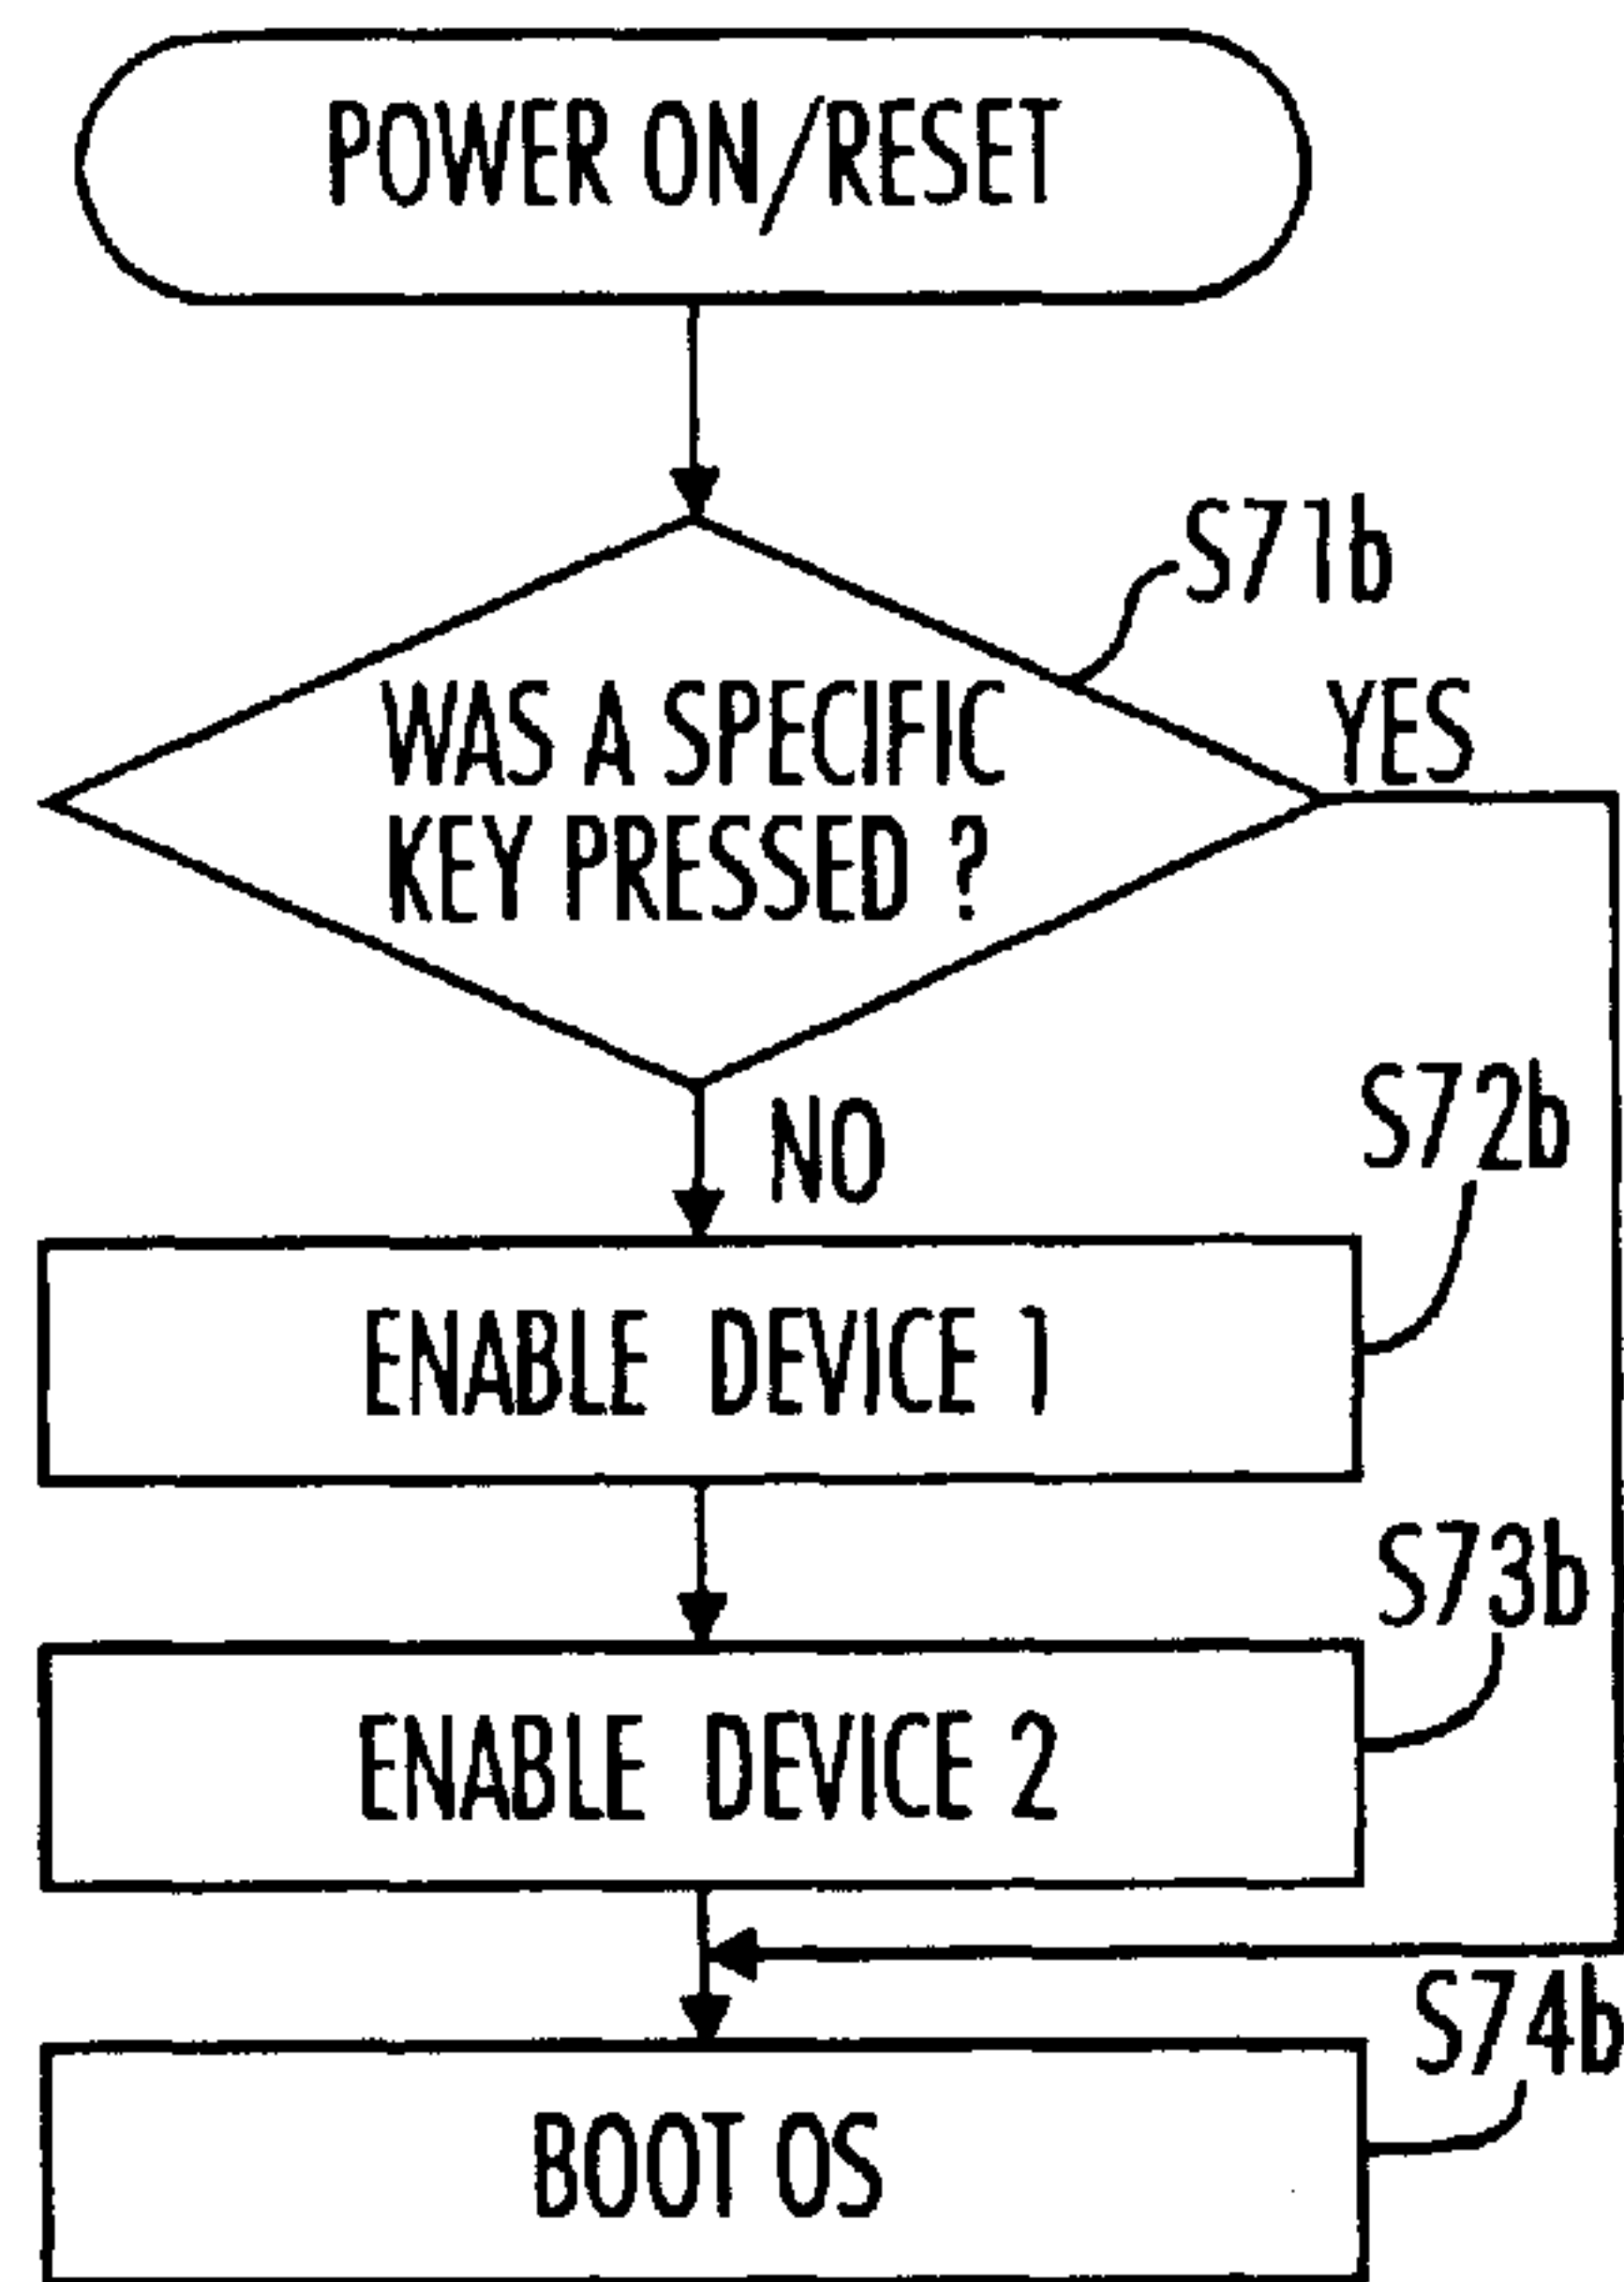 POWER ON/RESET
S71b
WAS A SPECIFIC
KEY PRESSED ?
YES
NO
S72b
ENABLE DEVICE 1
S73b
ENABLE DEVICE 2
S74b
BOOT OS